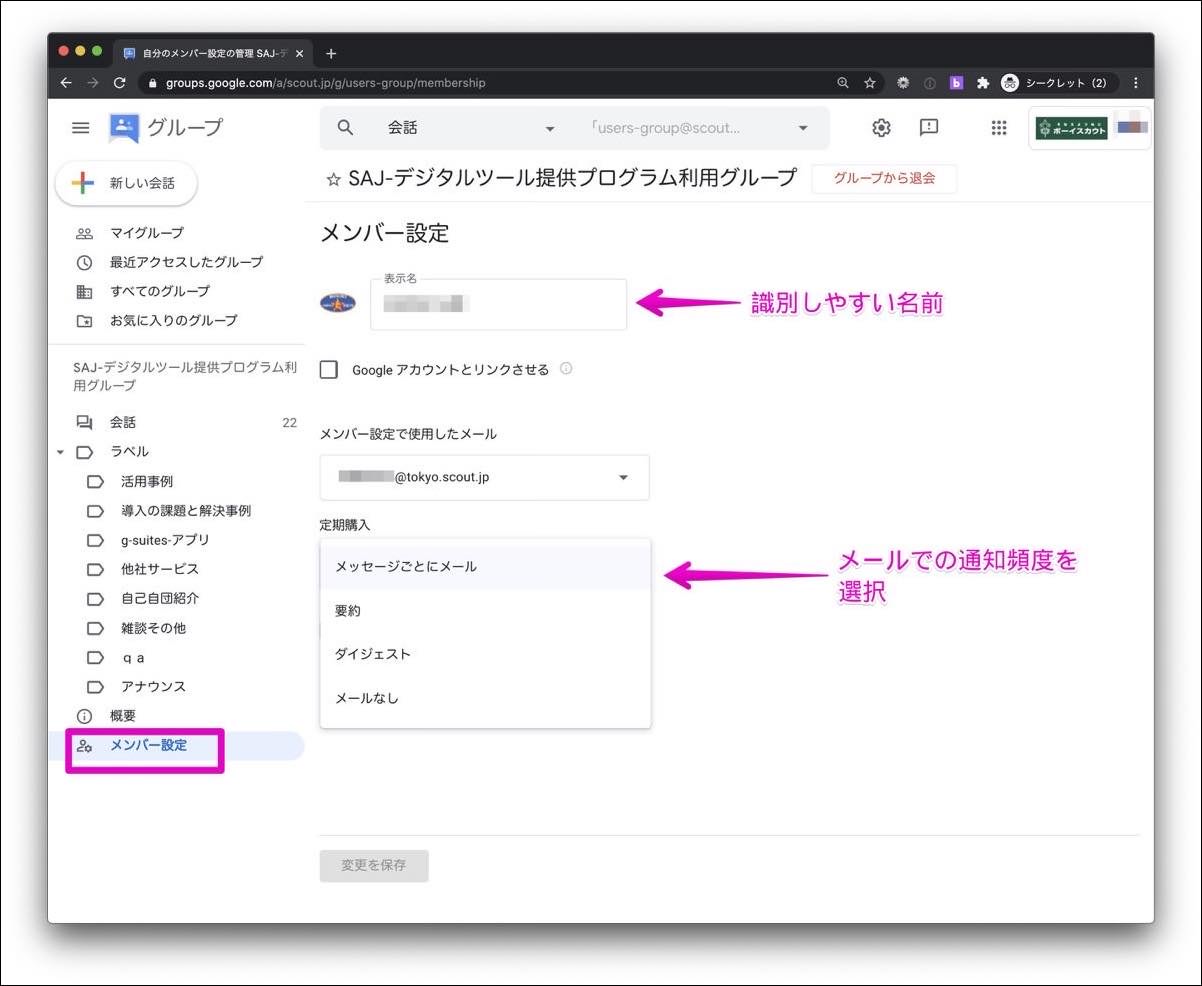 自分のメンバー設定の管理 SAJ-デ
groups.google.com/a/scout.jp/g/users-group/membership
シークレット (2)
グループ
会話
「users-group@scout...
ボーイスカウト
新しい会話
SAJ-デジタルツール提供プログラム利用グループ
グループから退会
マイグループ
最近アクセスしたグループ
すべてのグループ
お気に入りのグループ
SAJ-デジタルツール提供プログラム利
用グループ
会話 22
ラベル
活用事例
導入の課題と解決事例
g-suites-アプリ
他社サービス
自己自団紹介
雑談その他
q a
アナウンス
概要
メンバー設定
メンバー設定
表示名
識別しやすい名前
Google アカウントとリンクさせる
メンバー設定で使用したメール
@tokyo.scout.jp
定期購入
メッセージごとにメール
要約
ダイジェスト
メールなし
メールでの通知頻度を
選択
変更を保存